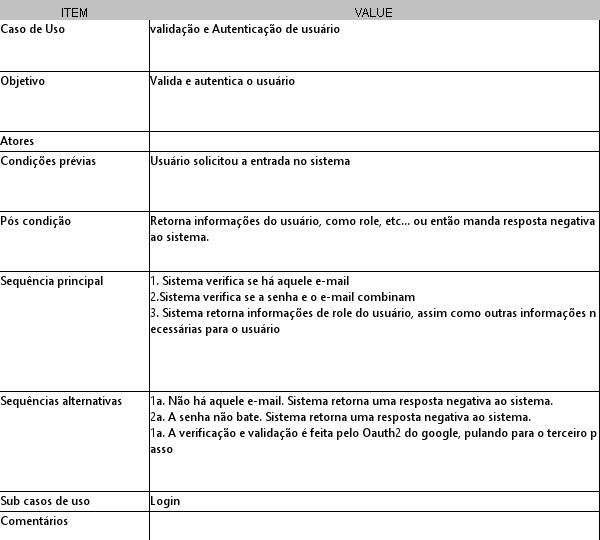 ITEM VALUE
Caso de Uso validação e Autenticação de usuário
Objetivo Valida e autentica o usuário
Atores
Condições prévias Usuário solicitou a entrada no sistema
Pós condição Retorna informações do usuário, como role, etc... ou então manda resposta negativa
ao sistema.
Sequência principal 1. Sistema verifica se há aquele e-mail
2.Sistema verifica se a senha e o e-mail combinam
3. Sistema retorna informações de role do usuário, assim como outras informações n
ecessárias para o usuário
Sequências alternativas 1a. Não há aquele e-mail. Sistema retorna uma resposta negativa ao sistema.
2a. A senha não bate. Sistema retorna uma resposta negativa ao sistema.
1a. A verificação e validação é feita pelo Oauth2 do google, pulando para o terceiro p
asso
Sub casos de uso Login
Comentários